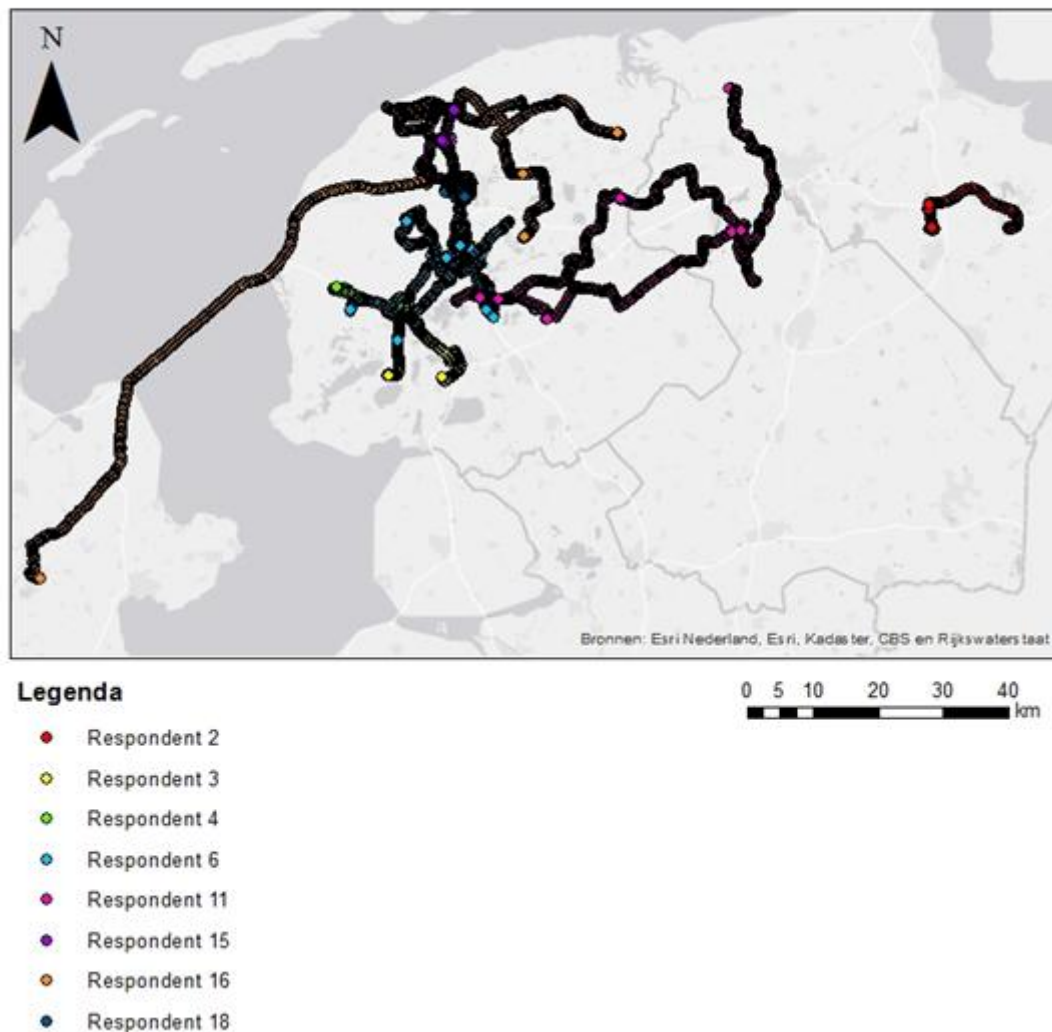 N
Bronnen: Esri Nederland, Esri, Kadaster, CBS en Rijkswaterstaat
Legenda
0 5 10 20 30 40
km
Respondent 2
Respondent 3
Respondent 4
Respondent 6
Respondent 11
Respondent 15
Respondent 16
Respondent 18